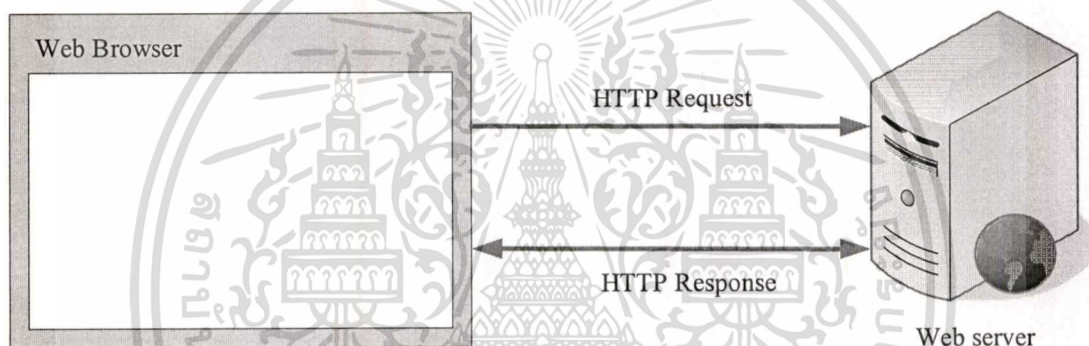 Web Browser
HTTP Request
HTTP Response
Web server